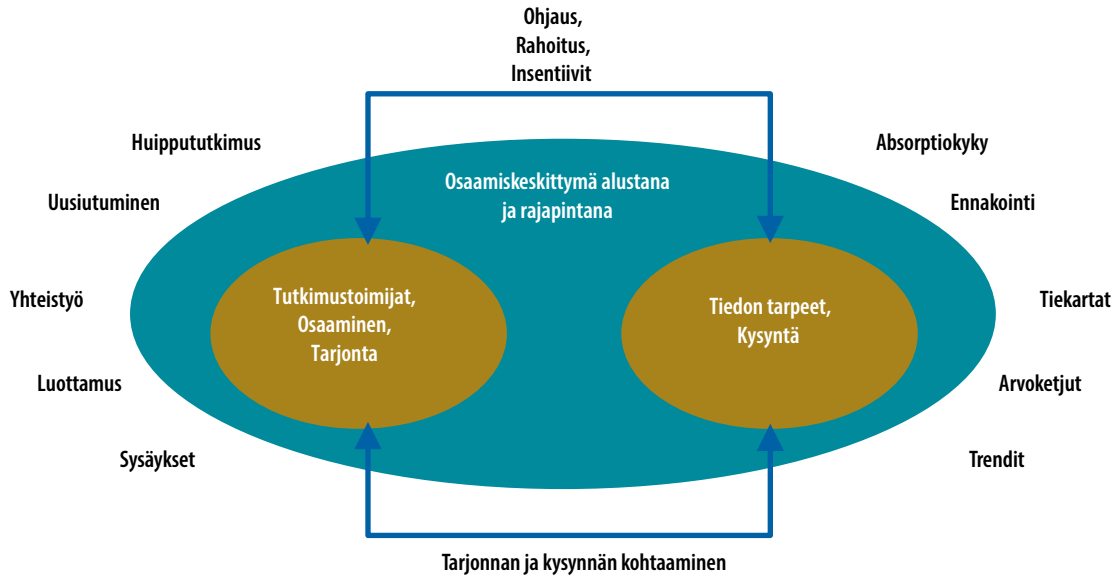 Ohjaus,
Rahoitus,
Insentiivit
Huippututkimus
Absorptiokyky
Osaamiskeskittymä alustana
ja rajapintana
Uusiutuminen
Ennakointi
Yhteistyö
Tutkimustoimijat,
Osaaminen,
Tarjonta
Tiedon tarpeet,
Kysyntä
Tiekartat
Luottamus
Arvoketjut
Sysäykset
Trendit
Tarjonnan ja kysynnän kohtaaminen